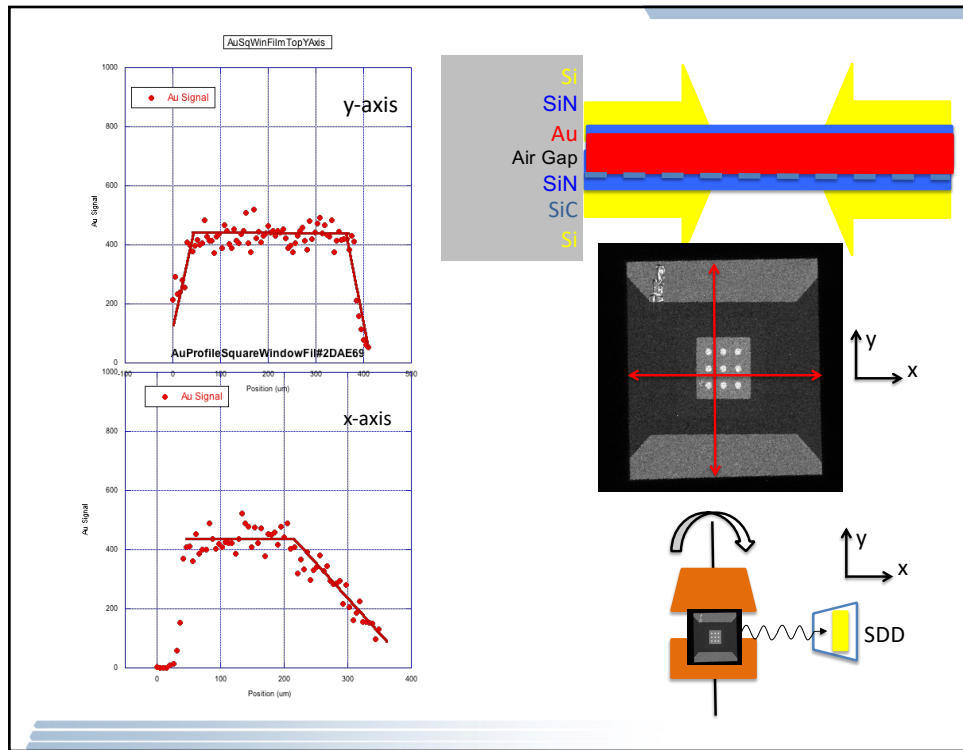 AuSqWinFilmTopYAxis
1000
800
600
400
200
0
Au Signal
Au Signal
y-axis
-100 0 100 200 300 400 500
Position (um)
AuProfileSquareWindowFil#2DAE69
1000
800
600
400
200
0
Au Signal
Au Signal
x-axis
0 100 200 300 400
Position (um)
Si
SiN
Au
Air Gap
SiN
SiC
Si
y
x
y
x
SDD